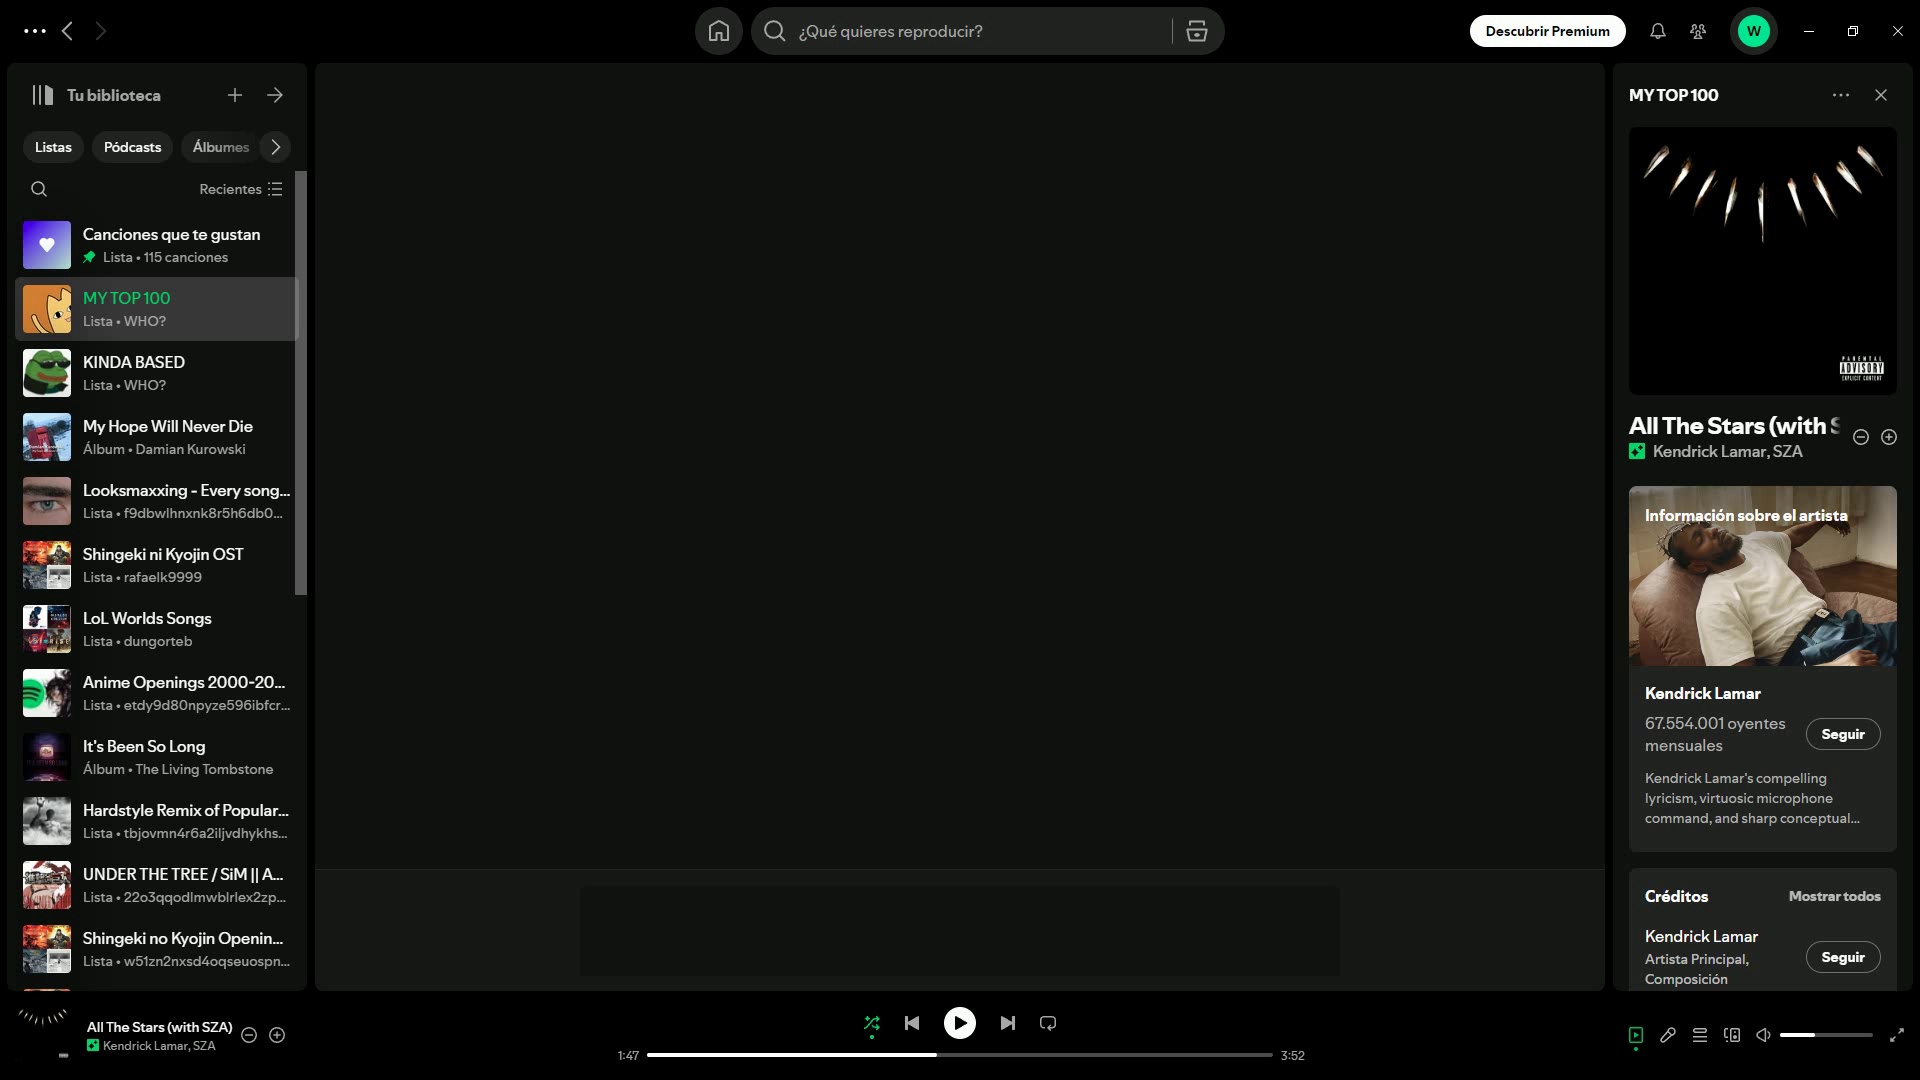 ¿Qué quieres reproducir?
Descubrir Premium
W
Tu biblioteca
Listas
Pódcasts
Álbumes
Recientes
Canciones que te gustan
Lista • 115 canciones
MY TOP 100
Lista • WHO?
KINDA BASED
Lista • WHO?
My Hope Will Never Die
Álbum • Damian Kurowski
Looksmaxxing - Every song...
Lista • f9dbwlhnxnk8r5h6db0...
Shingeki ni Kyojin OST
Lista • rafaelk9999
LoL Worlds Songs
Lista • dungorteb
Anime Openings 2000-20...
Lista • etdy9d80npyze596ibfcr...
It's Been So Long
Álbum • The Living Tombstone
Hardstyle Remix of Popular...
Lista • tbjovmn4r6a2iljvdhykhs...
UNDER THE TREE / SiM || A...
Lista • 22o3qqodlmwblrlex2zp...
Shingeki no Kyojin Openin...
Lista • w51zn2nxsd4oqseuospn...
MY TOP 100
PARENTAL
ADVISORY
EXPLICIT CONTENT
All The Stars (with S
Kendrick Lamar, SZA
Información sobre el artista
Kendrick Lamar
67.554.001 oyentes
mensuales
Seguir
Kendrick Lamar's compelling
lyricism, virtuosic microphone
command, and sharp conceptual...
Créditos
Mostrar todos
Kendrick Lamar
Artista Principal,
Composición
Seguir
All The Stars (with SZA)
Kendrick Lamar, SZA
1:47
3:52